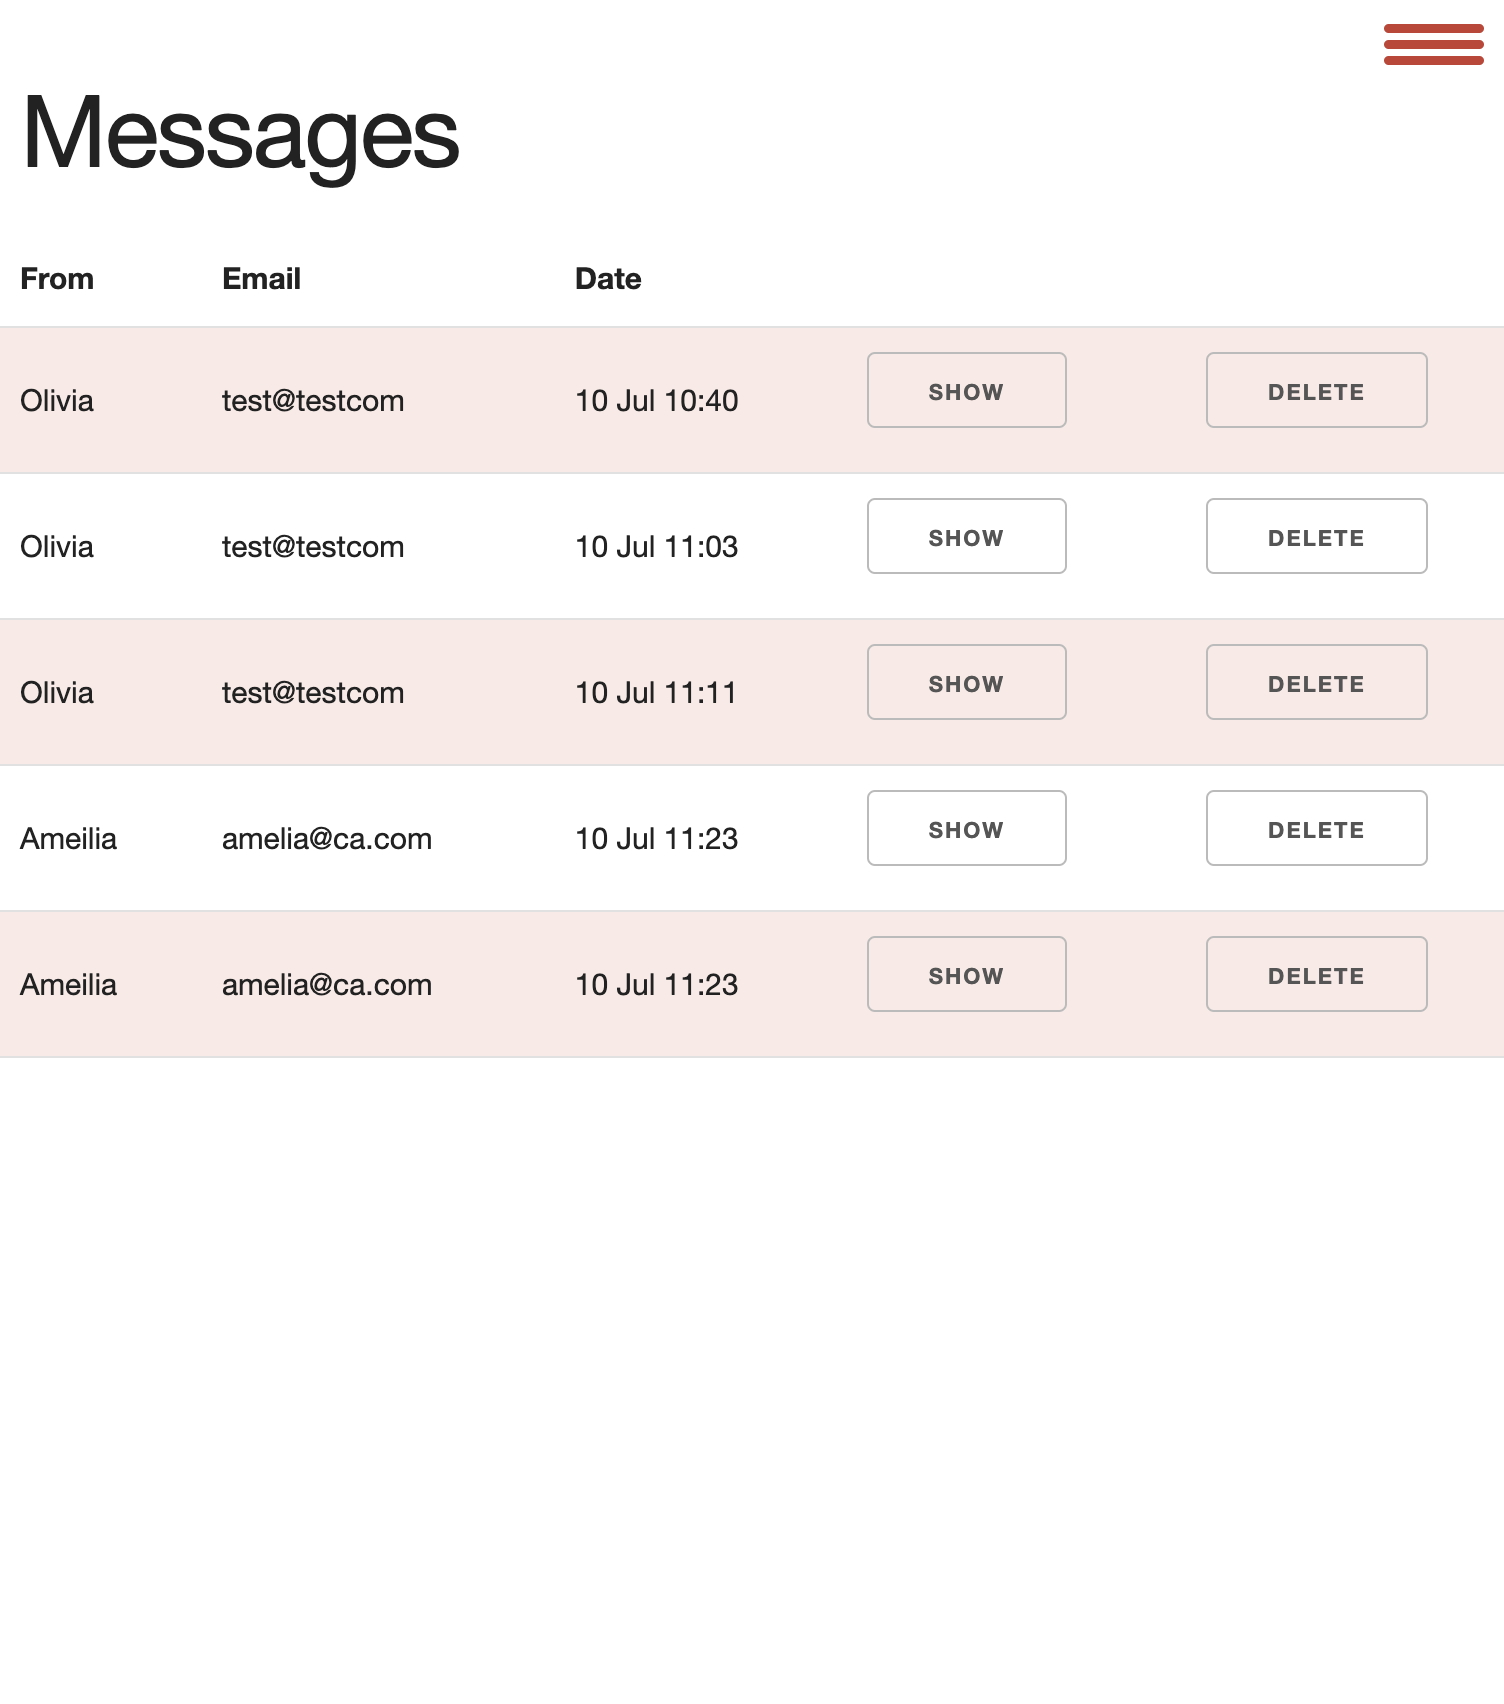 Messages
From Email Date
Olivia test@testcom 10 Jul 10:40 SHOW DELETE
Olivia test@testcom 10 Jul 11:03 SHOW DELETE
Olivia test@testcom 10 Jul 11:11 SHOW DELETE
Ameilia amelia@ca.com 10 Jul 11:23 SHOW DELETE
Ameilia amelia@ca.com 10 Jul 11:23 SHOW DELETE